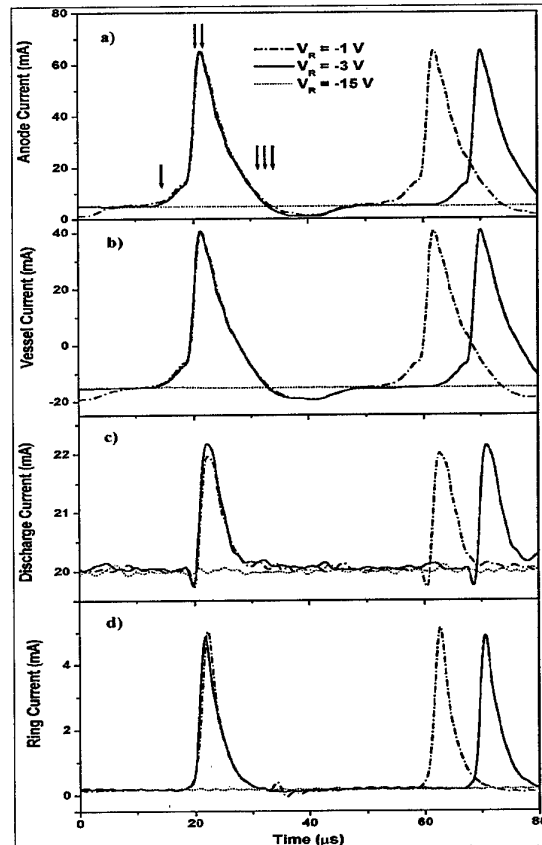 a)
V_R = -1 V
V_R = -3 V
V_R = -15 V
Anode Current (mA)
80
60
40
20
0
b)
Vessel Current (mA)
40
20
0
-20
c)
Discharge Current (mA)
22
21
20
d)
Ring Current (mA)
4
2
0
0
20
40
60
80
Time (μs)